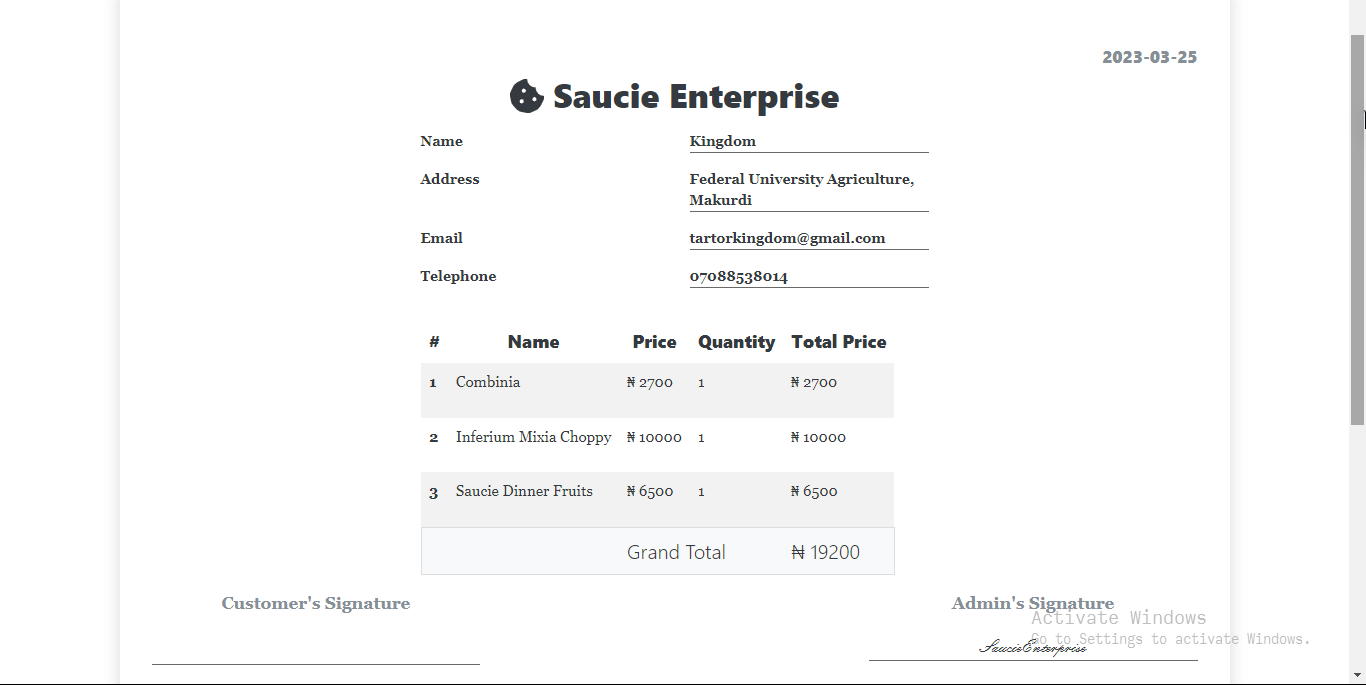 2023-03-25
Saucie Enterprise
Name Kingdom
Address Federal University Agriculture,
Makurdi
Email tartorkingdom@gmail.com
Telephone 07088538014
# Name Price Quantity Total Price
1 Combinia ₦ 2700 1 ₦ 2700
2 Inferium Mixia Choppy ₦ 10000 1 ₦ 10000
3 Saucie Dinner Fruits ₦ 6500 1 ₦ 6500
Grand Total ₦ 19200
Customer's Signature Admin's Signature
Activate Windows
Go to Settings to activate Windows.
SaucieEnterprise